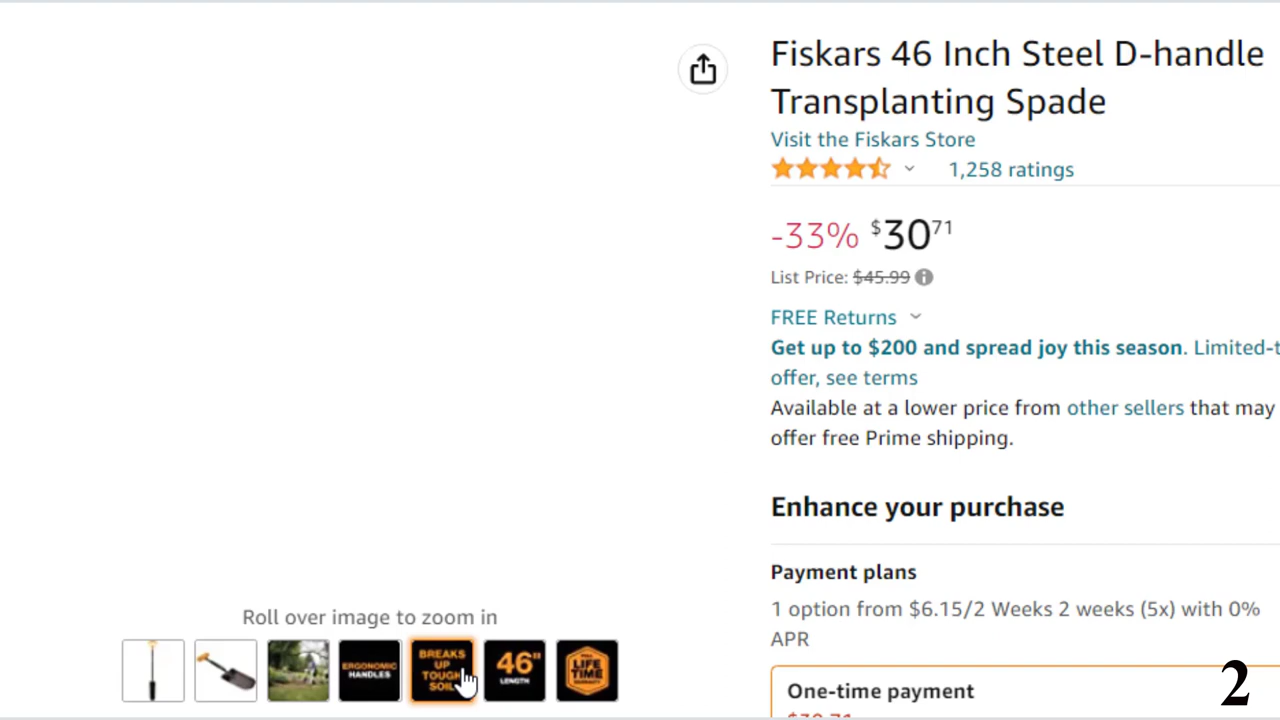 Fiskars 46 Inch Steel D-handle
Transplanting Spade
Visit the Fiskars Store
1,258 ratings
-33% $3071
List Price: $45.99
FREE Returns
Get up to $200 and spread joy this season. Limited-t
offer, see terms
Available at a lower price from other sellers that may
offer free Prime shipping.
Enhance your purchase
Payment plans
1 option from $6.15/2 Weeks 2 weeks (5x) with 0%
APR
One-time payment
$30.71
2
Roll over image to zoom in
ERGONOMIC
HANDLES
BREAKS
UP
TOUGH
SOIL
46"
LENGTH
LIFE
TIME